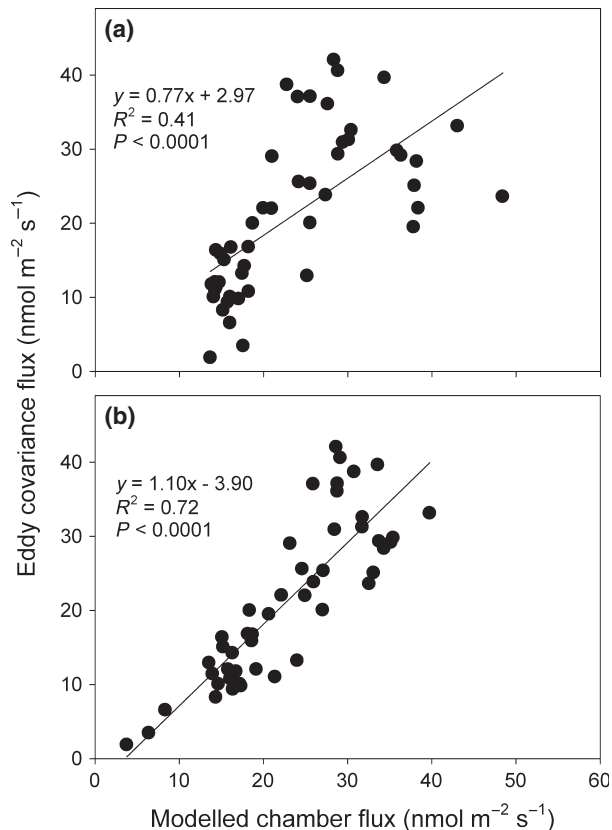 (a)
40
y = 0.77x + 2.97
R² = 0.41
P < 0.0001
30
20
10
0
Eddy covariance flux (nmol m⁻² s⁻¹)
(b)
40
y = 1.10x - 3.90
R² = 0.72
P < 0.0001
30
20
10
0
0 10 20 30 40 50 60
Modelled chamber flux (nmol m⁻² s⁻¹)